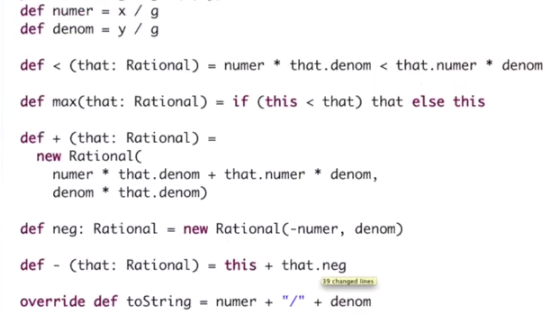 def numer = x / g
def denom = y / g
def < (that: Rational) = numer * that.denom < that.numer * denom
def max(that: Rational) = if (this < that) that else this
def + (that: Rational) =
new Rational(
numer * that.denom + that.numer * denom,
denom * that.denom)
def neg: Rational = new Rational(-numer, denom)
def - (that: Rational) = this + that.neg
39 changed lines
override def toString = numer + "/" + denom